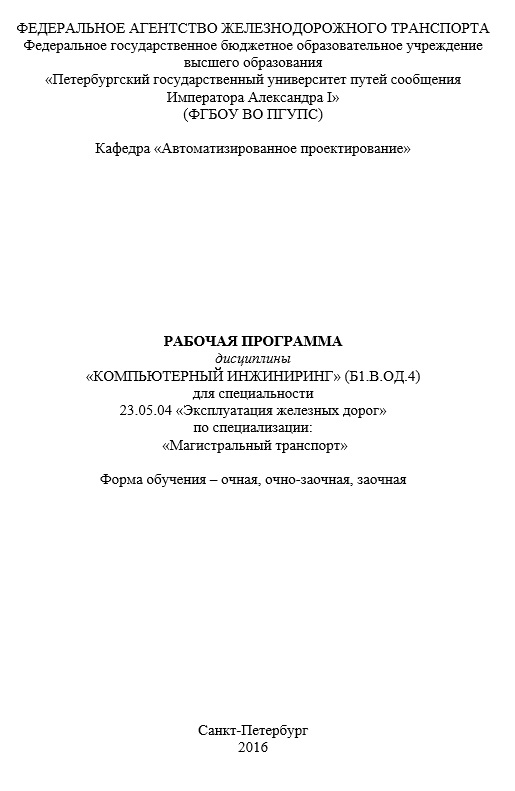 ФЕДЕРАЛЬНОЕ АГЕНТСТВО ЖЕЛЕЗНОДОРОЖНОГО ТРАНСПОРТА
Федеральное государственное бюджетное образовательное учреждение
высшего образования
«Петербургский государственный университет путей сообщения
Императора Александра I»
(ФГБОУ ВО ПГУПС)
Кафедра «Автоматизированное проектирование»
РАБОЧАЯ ПРОГРАММА
дисциплины
«КОМПЬЮТЕРНЫЙ ИНЖИНИРИНГ» (Б1.В.ОД.4)
для специальности
23.05.04 «Эксплуатация железных дорог»
по специализации:
«Магистральный транспорт»
Форма обучения – очная, очно-заочная, заочная
Санкт-Петербург
2016